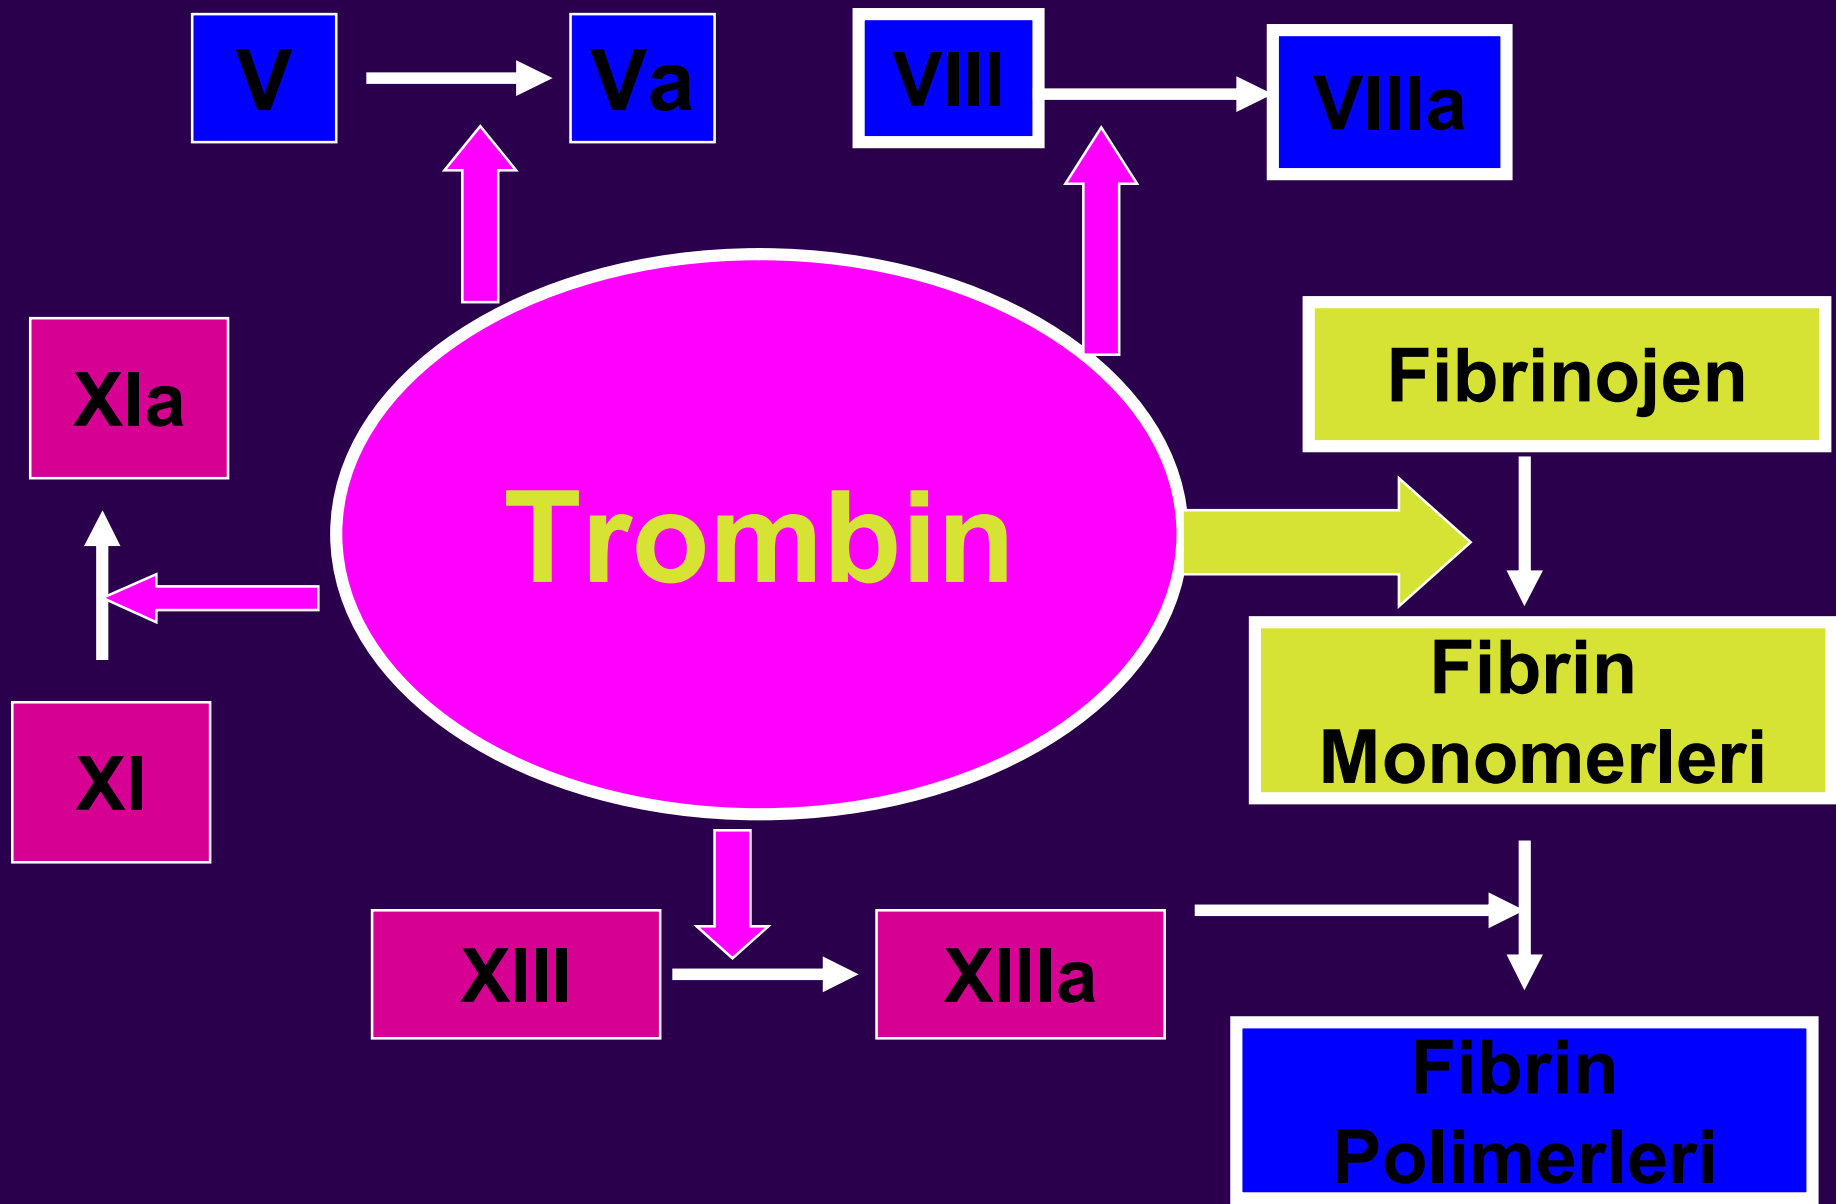 V
Va
VIII
VIIIa
XIa
Trombin
Fibrinojen
Fibrin
Monomerleri
XI
XIII
XIIIa
Fibrin
Polimerleri